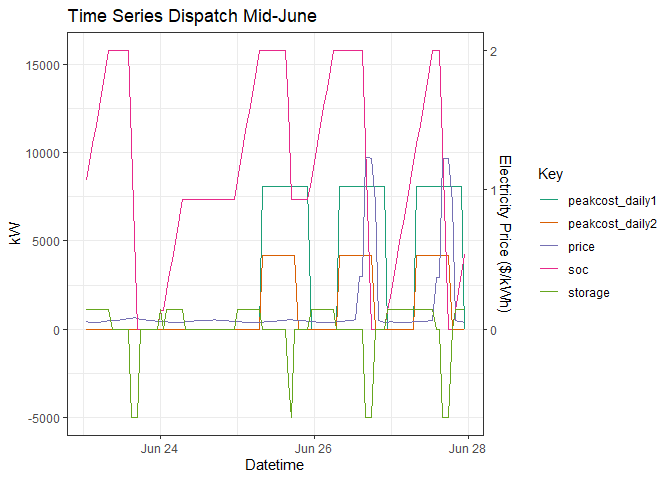 Time Series Dispatch Mid-June
15000
10000
5000
0
-5000
kW
2
1
0
Electricity Price ($/kWh)
Jun 24
Jun 26
Jun 28
Datetime
Key
peakcost_daily1
peakcost_daily2
price
soc
storage